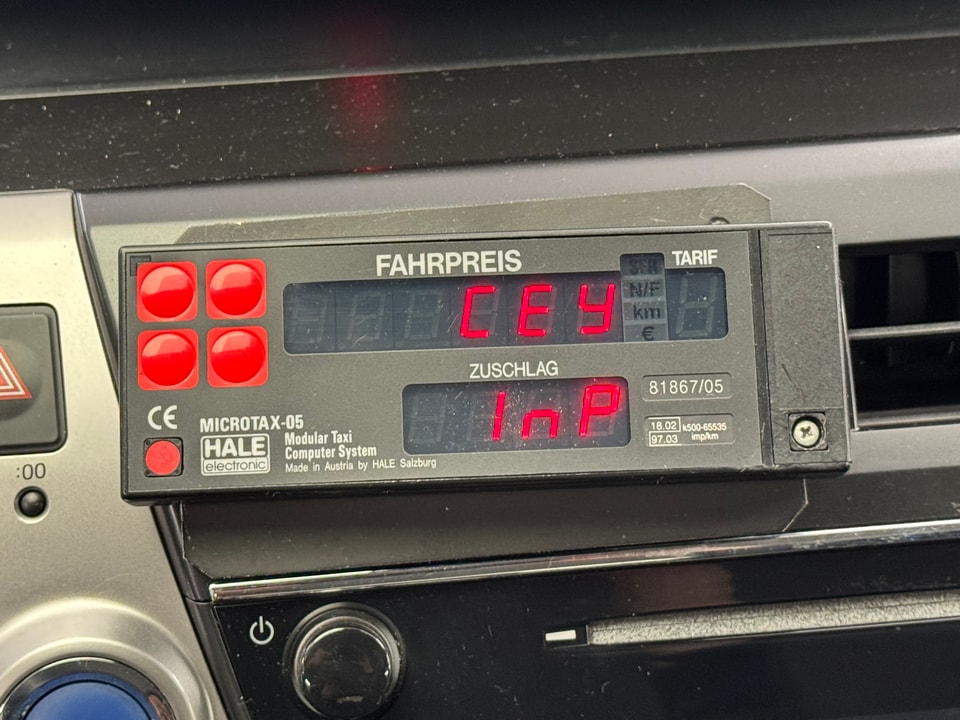 FAHRPREIS
TARIF
CEY
N/F
km
€
ZUSCHLAG
InP
81867/05
18.02
97.03
k500-65535
imp/km
CE
MICROTAX-05
HALE
electronic
Modular Taxi
Computer System
Made in Austria by HALE Salzburg
:00